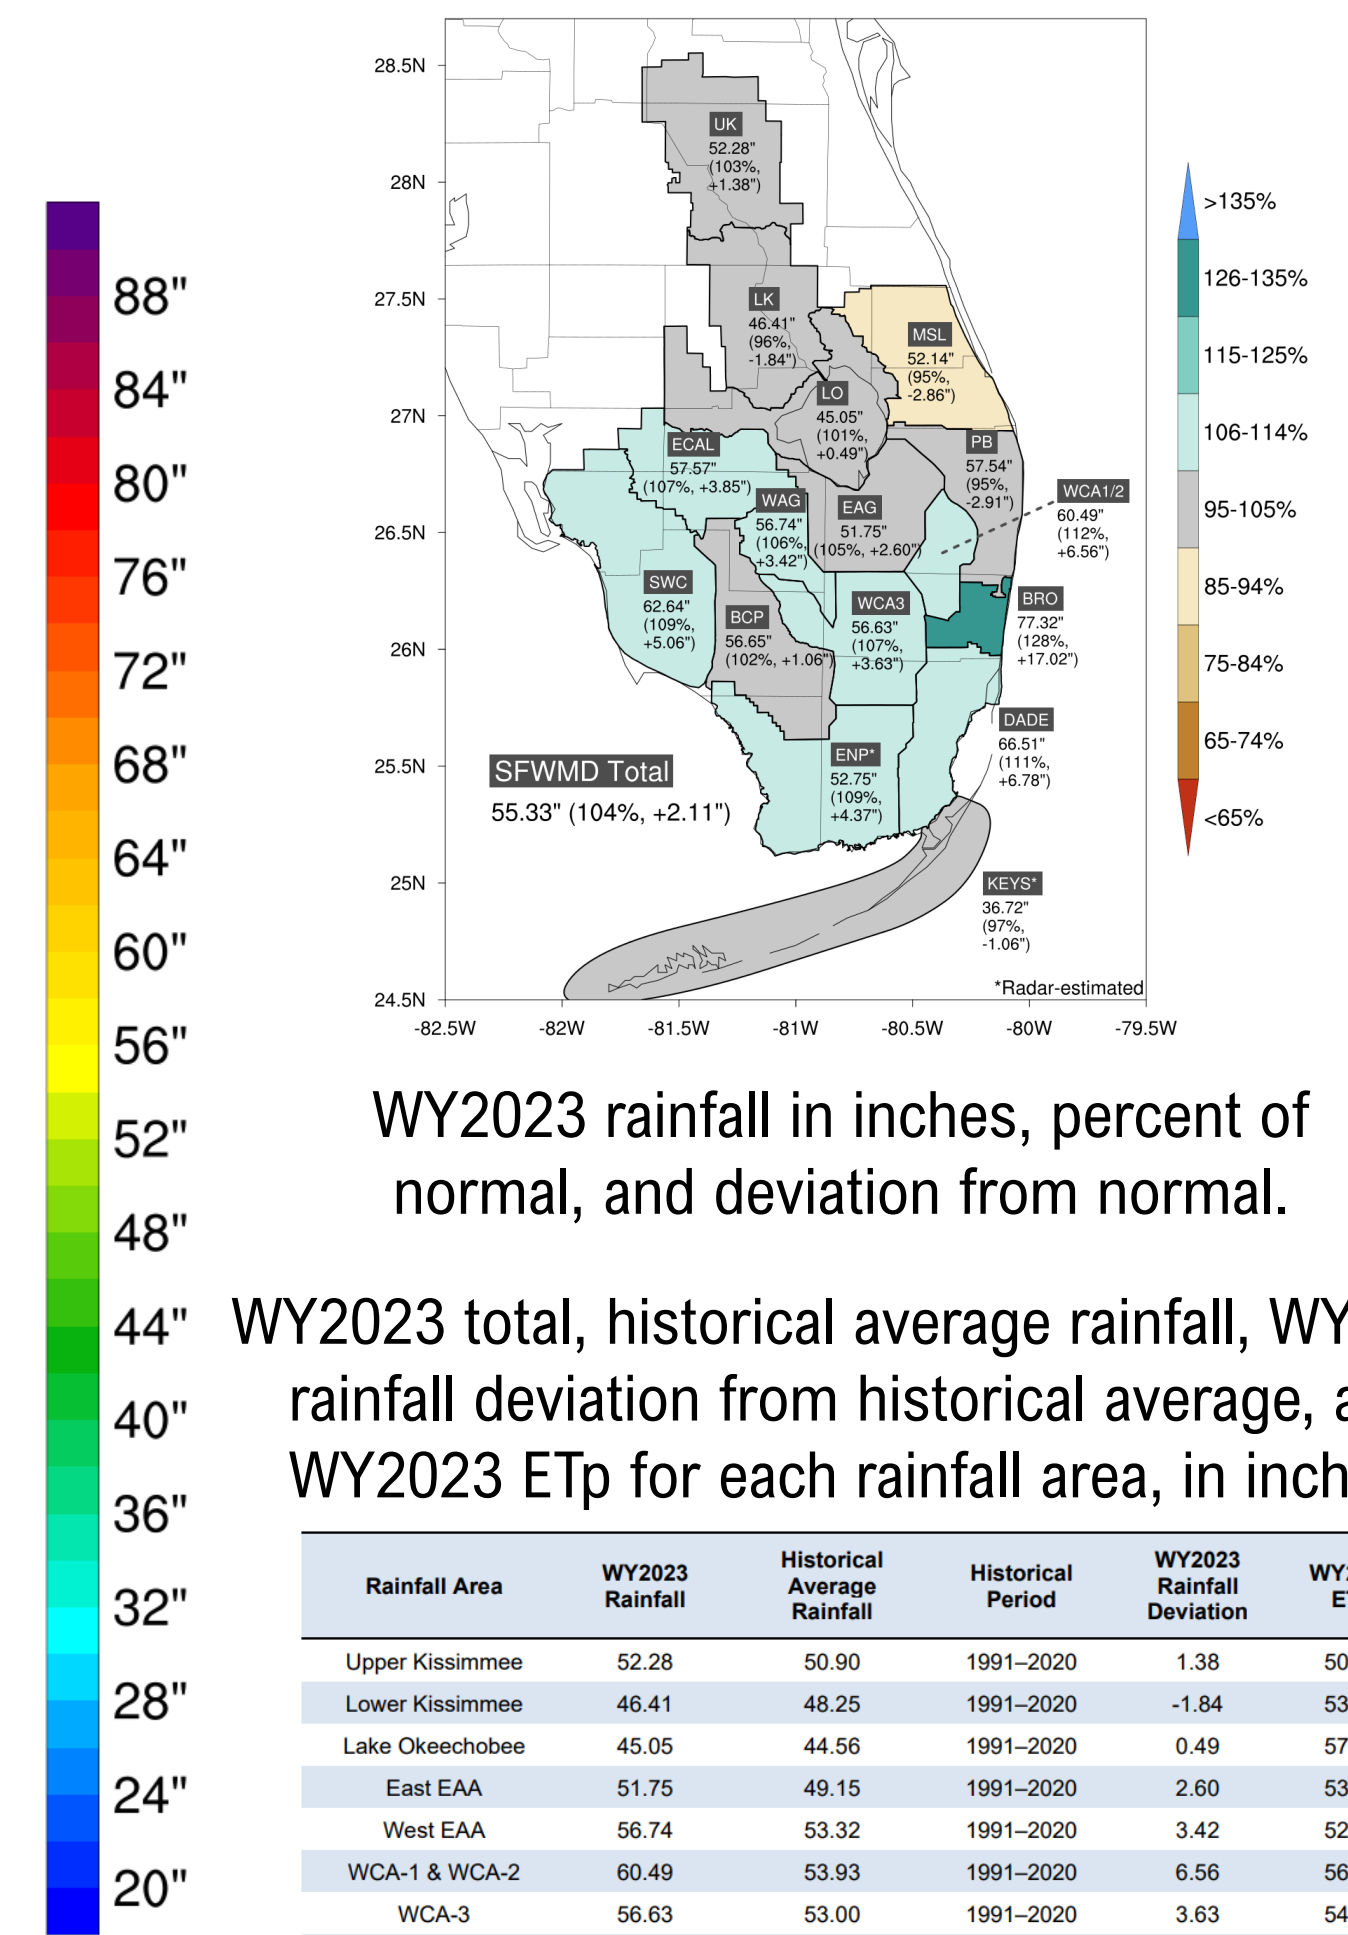 88"
84"
80"
76"
72"
68"
64"
60"
56"
52"
48"
44"
40"
36"
32"
28"
24"
20"
28.5N
28N
27.5N
27N
26.5N
26N
25.5N
25N
24.5N
-82.5W
-82W
-81.5W
-81W
-80.5W
-80W
-79.5W
UK
52.28"
(103%,
+1.38")
LK
46.41"
(96%,
-1.84")
MSL
52.14"
(95%,
-2.86")
LO
45.05"
(101%,
+0.49")
ECAL
57.57"
(107%, +3.85")
PB
57.54"
(95%,
-2.91")
WAG
56.74"
(106%,
+3.42")
EAG
51.75"
(105%, +2.60")
WCA1/2
60.49"
(112%,
+6.56")
SWC
62.64"
(109%,
+5.06")
BCP
56.65"
(102%, +1.06")
WCA3
56.63"
(107%,
+3.63")
BRO
77.32"
(128%,
+17.02")
DADE
66.51"
(111%,
+6.78")
ENP*
52.75"
(109%,
+4.37")
SFWMD Total
55.33" (104%, +2.11")
KEYS*
36.72"
(97%,
-1.06")
*Radar-estimated
>135%
126-135%
115-125%
106-114%
95-105%
85-94%
75-84%
65-74%
<65%
WY2023 rainfall in inches, percent of
normal, and deviation from normal.
WY2023 total, historical average rainfall, WY
rainfall deviation from historical average, a
WY2023 ETp for each rainfall area, in inch
Rainfall Area WY2023 Rainfall Historical Average Rainfall Historical Period WY2023 Rainfall Deviation WY2 E
Upper Kissimmee 52.28 50.90 1991–2020 1.38 50
Lower Kissimmee 46.41 48.25 1991–2020 -1.84 53
Lake Okeechobee 45.05 44.56 1991–2020 0.49 57
East EAA 51.75 49.15 1991–2020 2.60 53
West EAA 56.74 53.32 1991–2020 3.42 52
WCA-1 & WCA-2 60.49 53.93 1991–2020 6.56 56
WCA-3 56.63 53.00 1991–2020 3.63 54